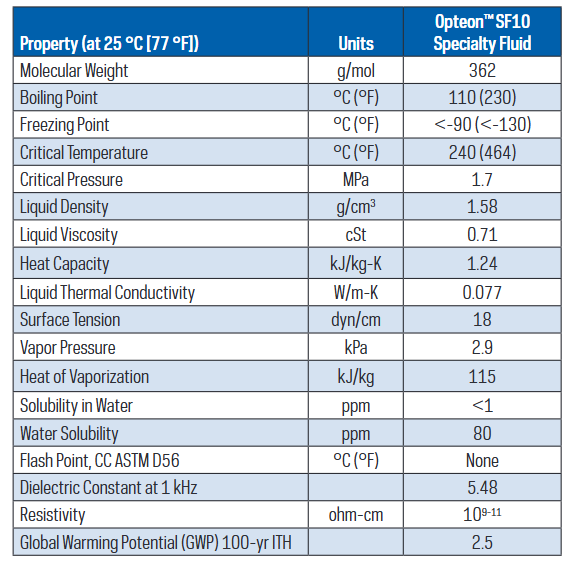 Property (at 25 °C [77 °F]) Units Opteon™ SF10 Specialty Fluid
Molecular Weight g/mol 362
Boiling Point °C (°F) 110 (230)
Freezing Point °C (°F) <-90 (<-130)
Critical Temperature °C (°F) 240 (464)
Critical Pressure MPa 1.7
Liquid Density g/cm³ 1.58
Liquid Viscosity cSt 0.71
Heat Capacity kJ/kg-K 1.24
Liquid Thermal Conductivity W/m-K 0.077
Surface Tension dyn/cm 18
Vapor Pressure kPa 2.9
Heat of Vaporization kJ/kg 115
Solubility in Water ppm <1
Water Solubility ppm 80
Flash Point, CC ASTM D56 °C (°F) None
Dielectric Constant at 1 kHz 5.48
Resistivity ohm-cm 10⁹⁻¹¹
Global Warming Potential (GWP) 100-yr ITH 2.5